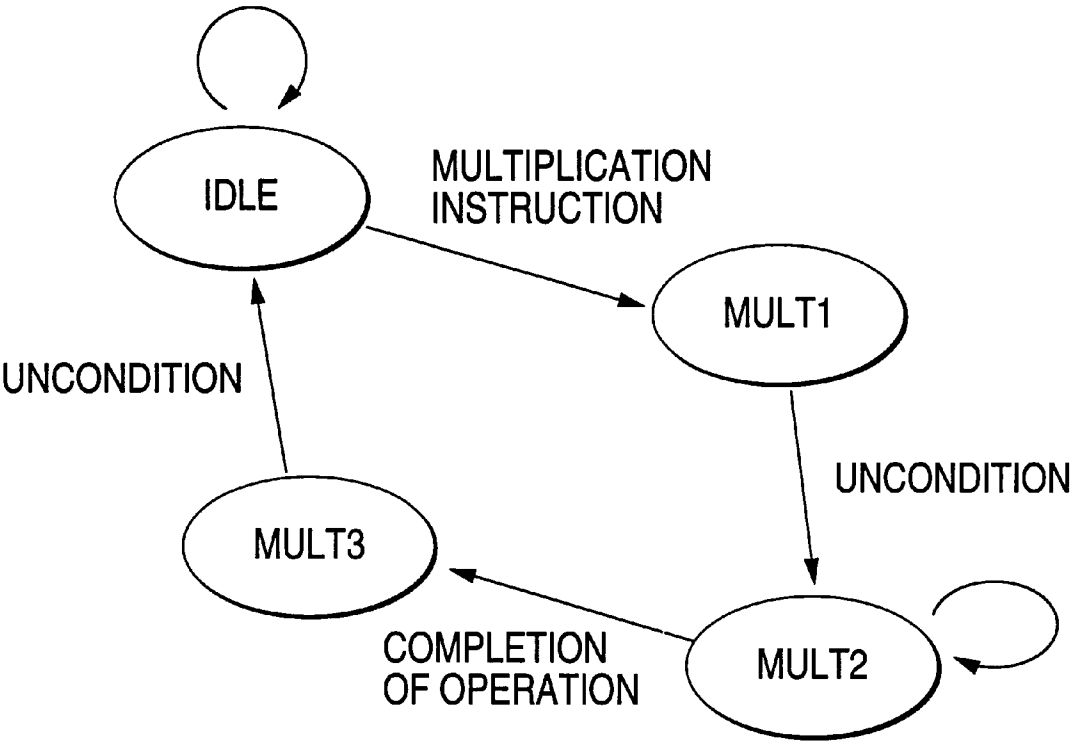 IDLE
MULTIPLICATION
INSTRUCTION
MULT1
UNCONDITION
UNCONDITION
MULT3
COMPLETION
OF OPERATION
MULT2